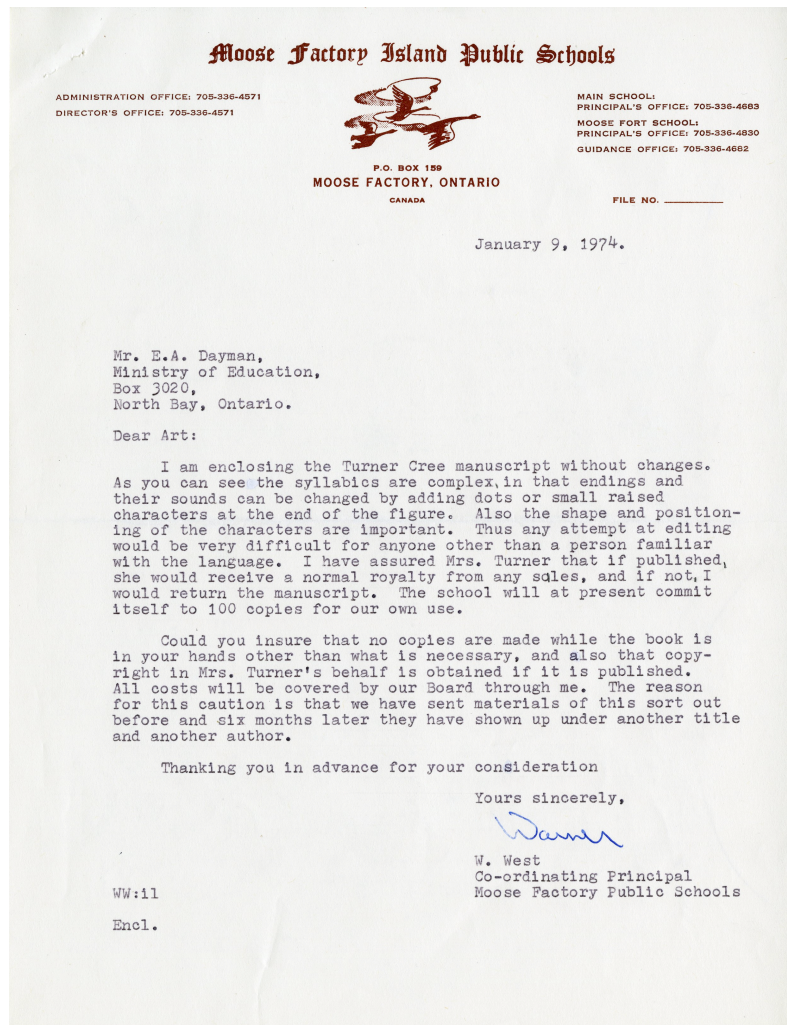 Moose Factory Island Public Schools
ADMINISTRATION OFFICE: 705-336-4571
DIRECTOR'S OFFICE: 705-336-4571
MAIN SCHOOL:
PRINCIPAL'S OFFICE: 705-336-4683
MOOSE FORT SCHOOL:
PRINCIPAL'S OFFICE: 705-336-4830
GUIDANCE OFFICE: 705-336-4662
P.O. BOX 159
MOOSE FACTORY, ONTARIO
CANADA
FILE NO.
January 9, 1974.
Mr. E.A. Dayman,
Ministry of Education,
Box 3020,
North Bay, Ontario.
Dear Art:
I am enclosing the Turner Cree manuscript without changes.
As you can see the syllabics are complex, in that endings and
their sounds can be changed by adding dots or small raised
characters at the end of the figure. Also the shape and position-
ing of the characters are important. Thus any attempt at editing
would be very difficult for anyone other than a person familiar
with the language. I have assured Mrs. Turner that if published,
she would receive a normal royalty from any sqles, and if not, I
would return the manuscript. The school will at present commit
itself to 100 copies for our own use.
Could you insure that no copies are made while the book is
in your hands other than what is necessary, and also that copy-
right in Mrs. Turner's behalf is obtained if it is published.
All costs will be covered by our Board through me. The reason
for this caution is that we have sent materials of this sort out
before and six months later they have shown up under another title
and another author.
Thanking you in advance for your consideration
Yours sincerely,
Warner
W. West
Co-ordinating Principal
WW:il
Moose Factory Public Schools
Encl.